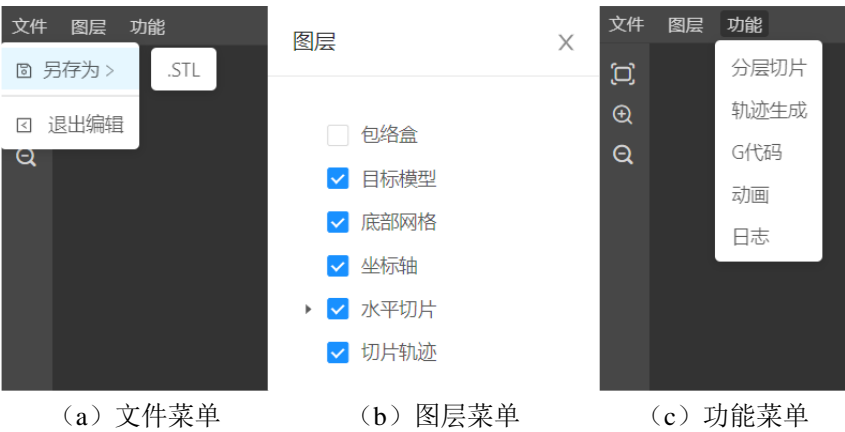 文件 图层 功能
另存为 >
.STL
退出编辑
(a)文件菜单
图层 X
包络盒
目标模型
底部网格
坐标轴
水平切片
切片轨迹
(b)图层菜单
文件 图层 功能
分层切片
轨迹生成
G代码
动画
日志
(c)功能菜单